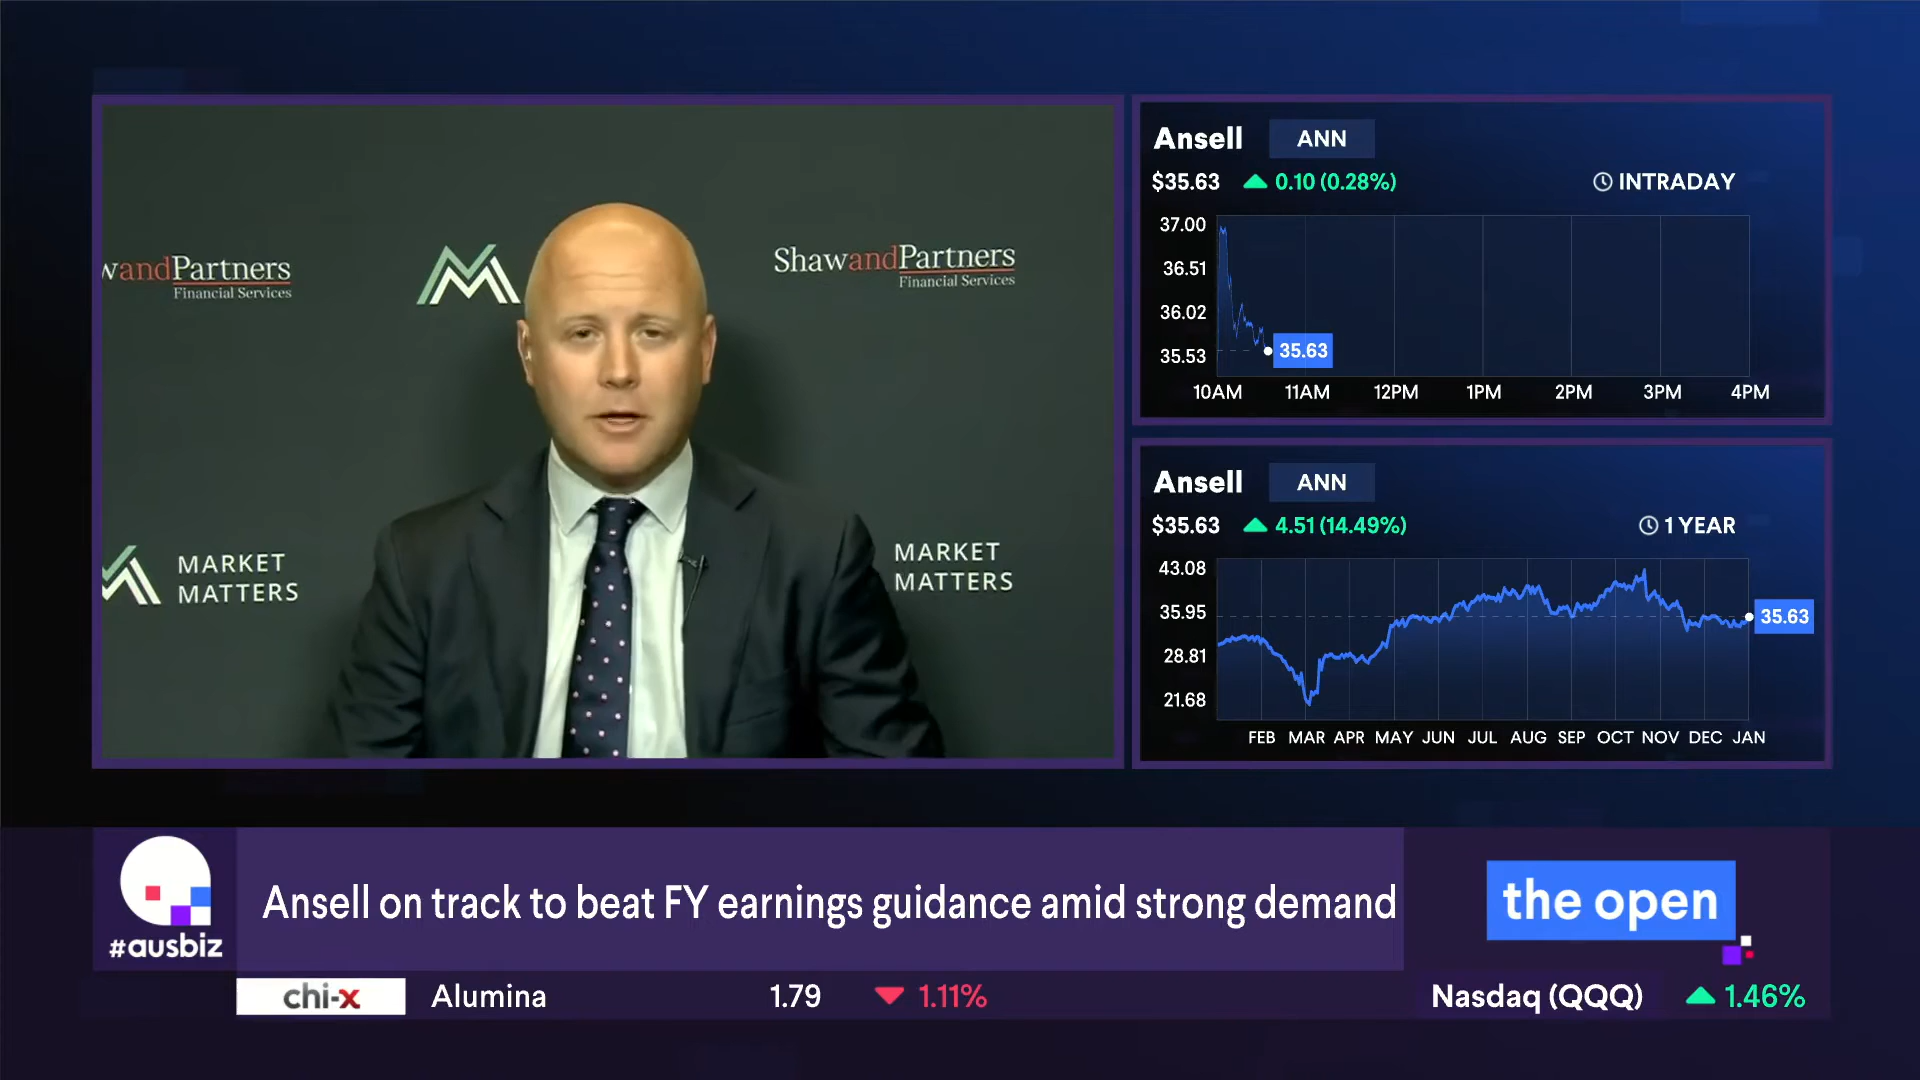 wandPartners
Financial Services
ShawandPartners
Financial Services
MARKET
MATTERS
MARKET
MATTERS
Ansell ANN
$35.63 0.10 (0.28%) INTRADAY
37.00
36.51
36.02
35.53
35.63
10AM 11AM 12PM 1PM 2PM 3PM 4PM
Ansell ANN
$35.63 4.51 (14.49%) 1 YEAR
43.08
35.95
28.81
21.68
35.63
FEB MAR APR MAY JUN JUL AUG SEP OCT NOV DEC JAN
#ausbiz
Ansell on track to beat FY earnings guidance amid strong demand
the open
chi-x Alumina 1.79 1.11% Nasdaq (QQQ) 1.46%